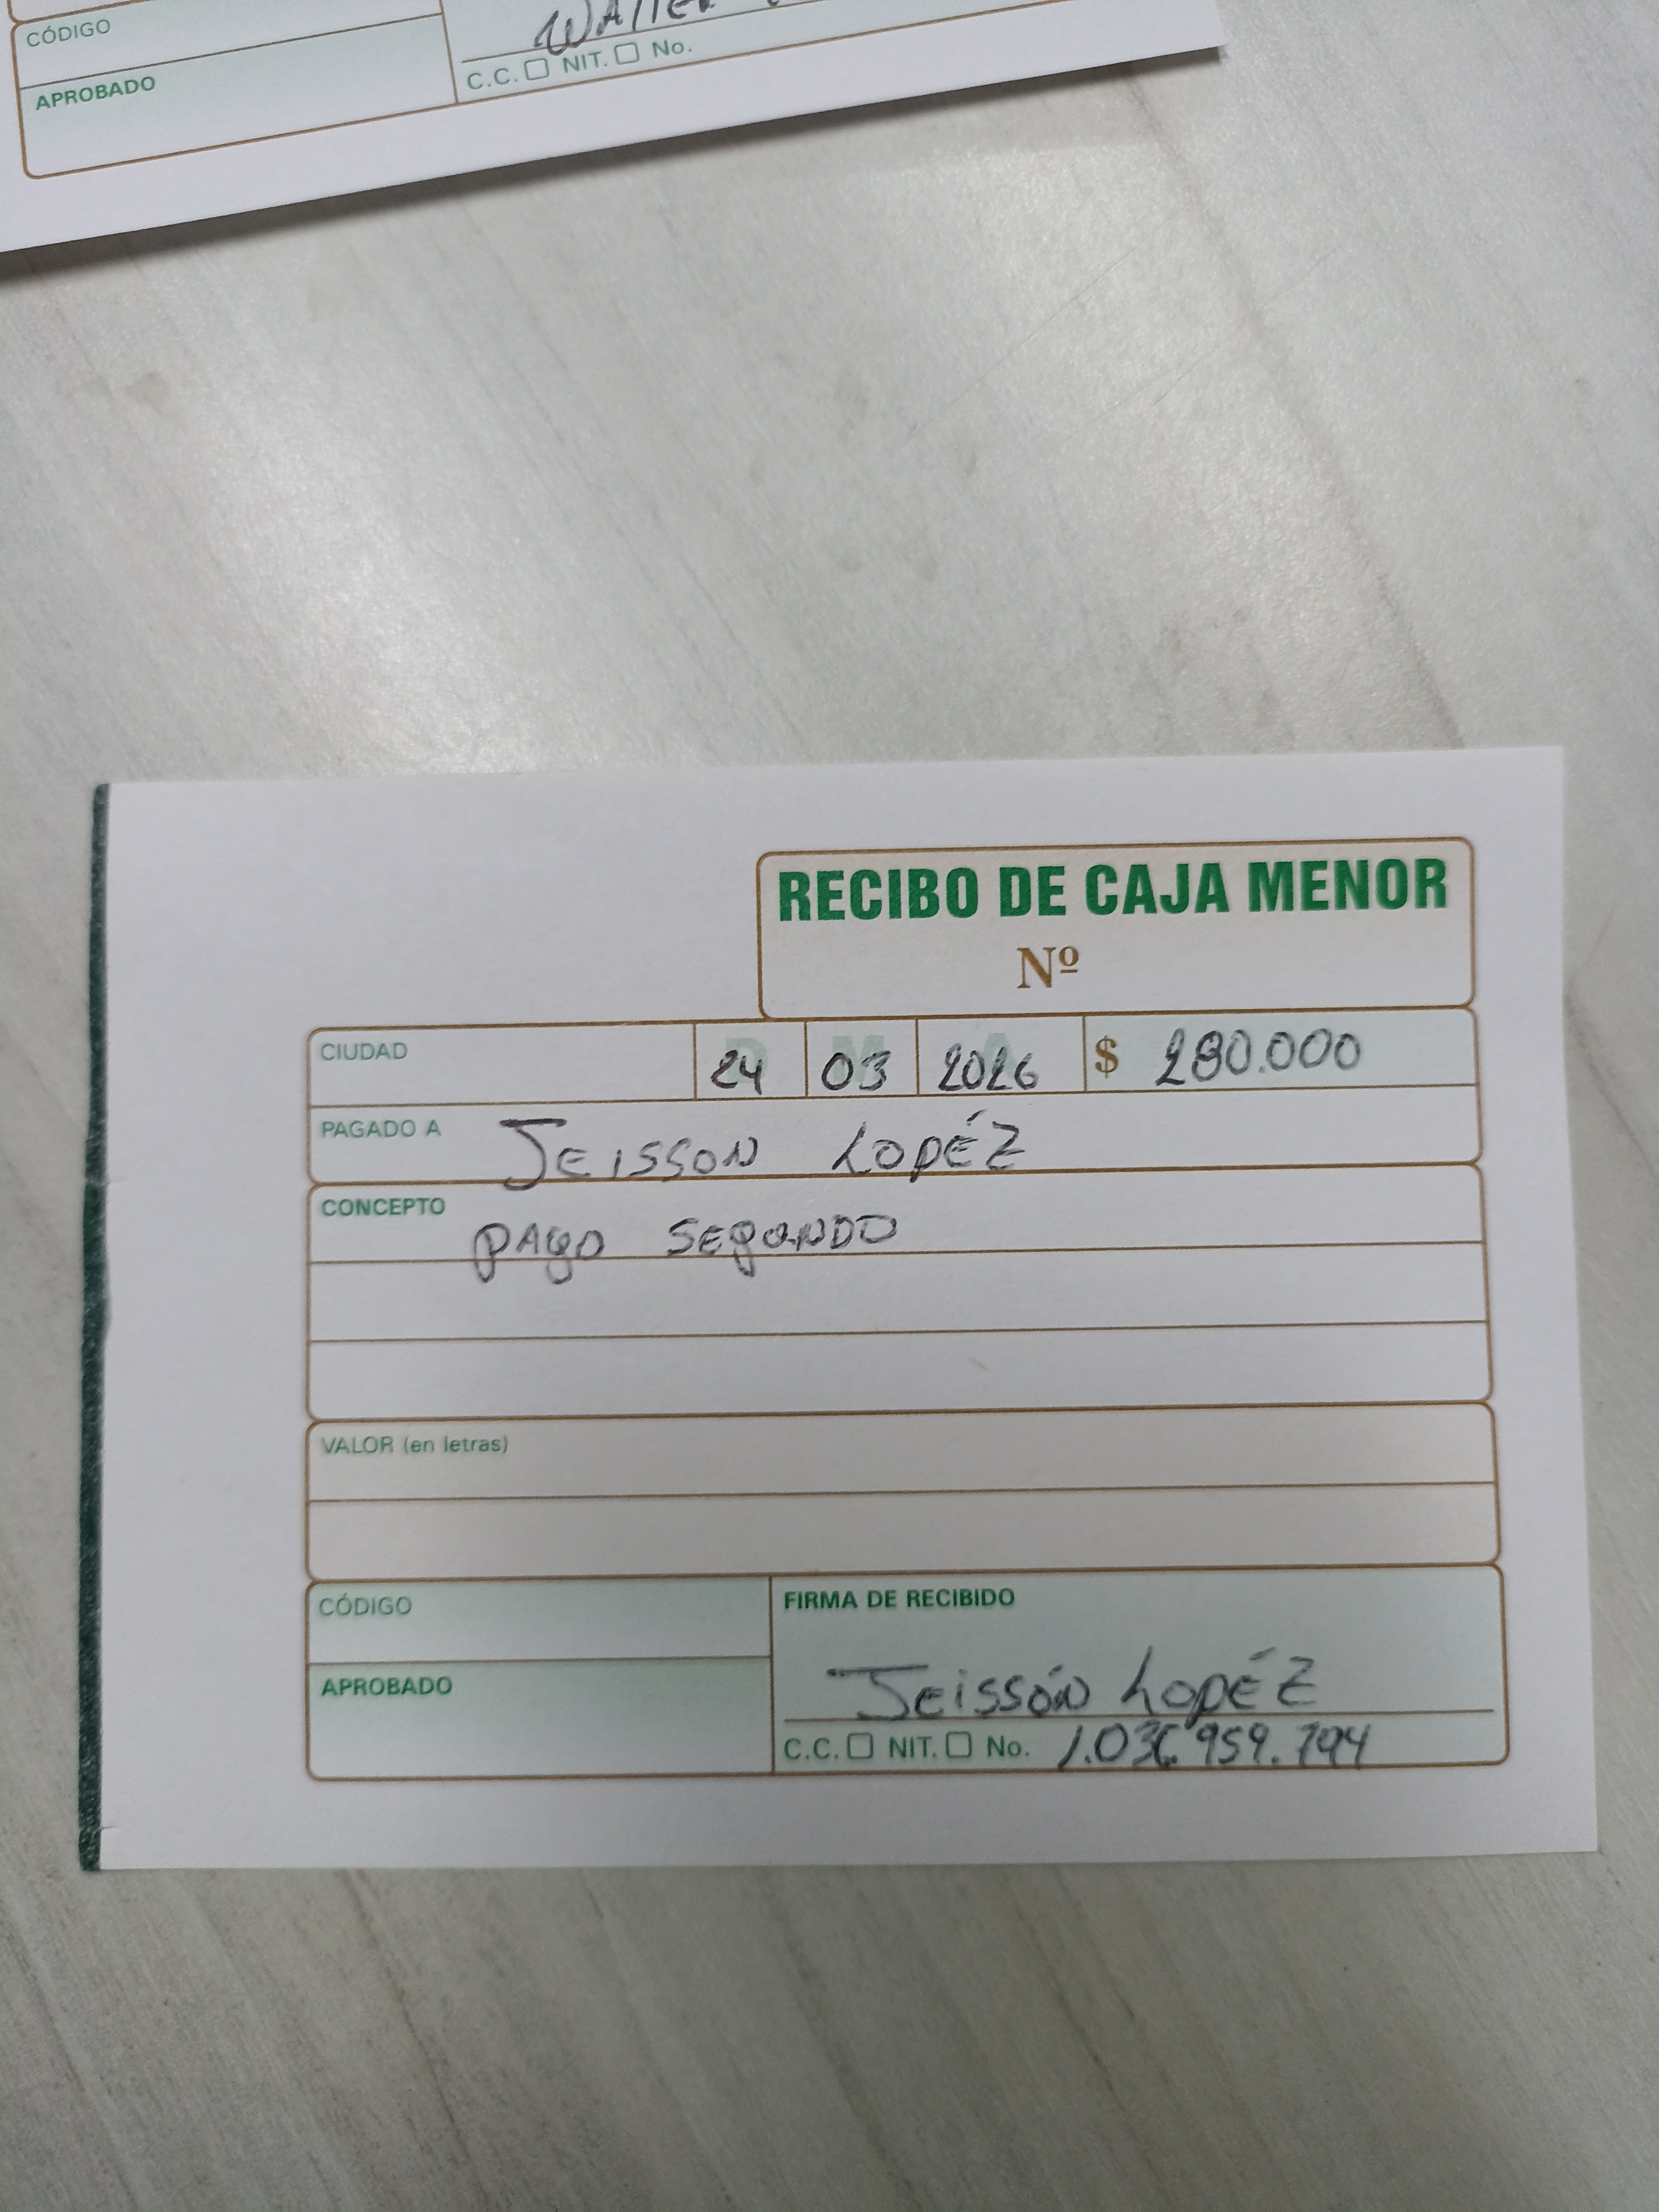 CÓDIGO
APROBADO
C.C. NIT. No.
RECIBO DE CAJA MENOR
Nº
CIUDAD 24 03 2026 $ 280.000
PAGADO A JEISSON LOPÉZ
CONCEPTO
PAGO SEGONDO
VALOR (en letras)
CÓDIGO
APROBADO
FIRMA DE RECIBIDO
JEISSÓN LOPÉZ
C.C. NIT. No. 1.036.959.794